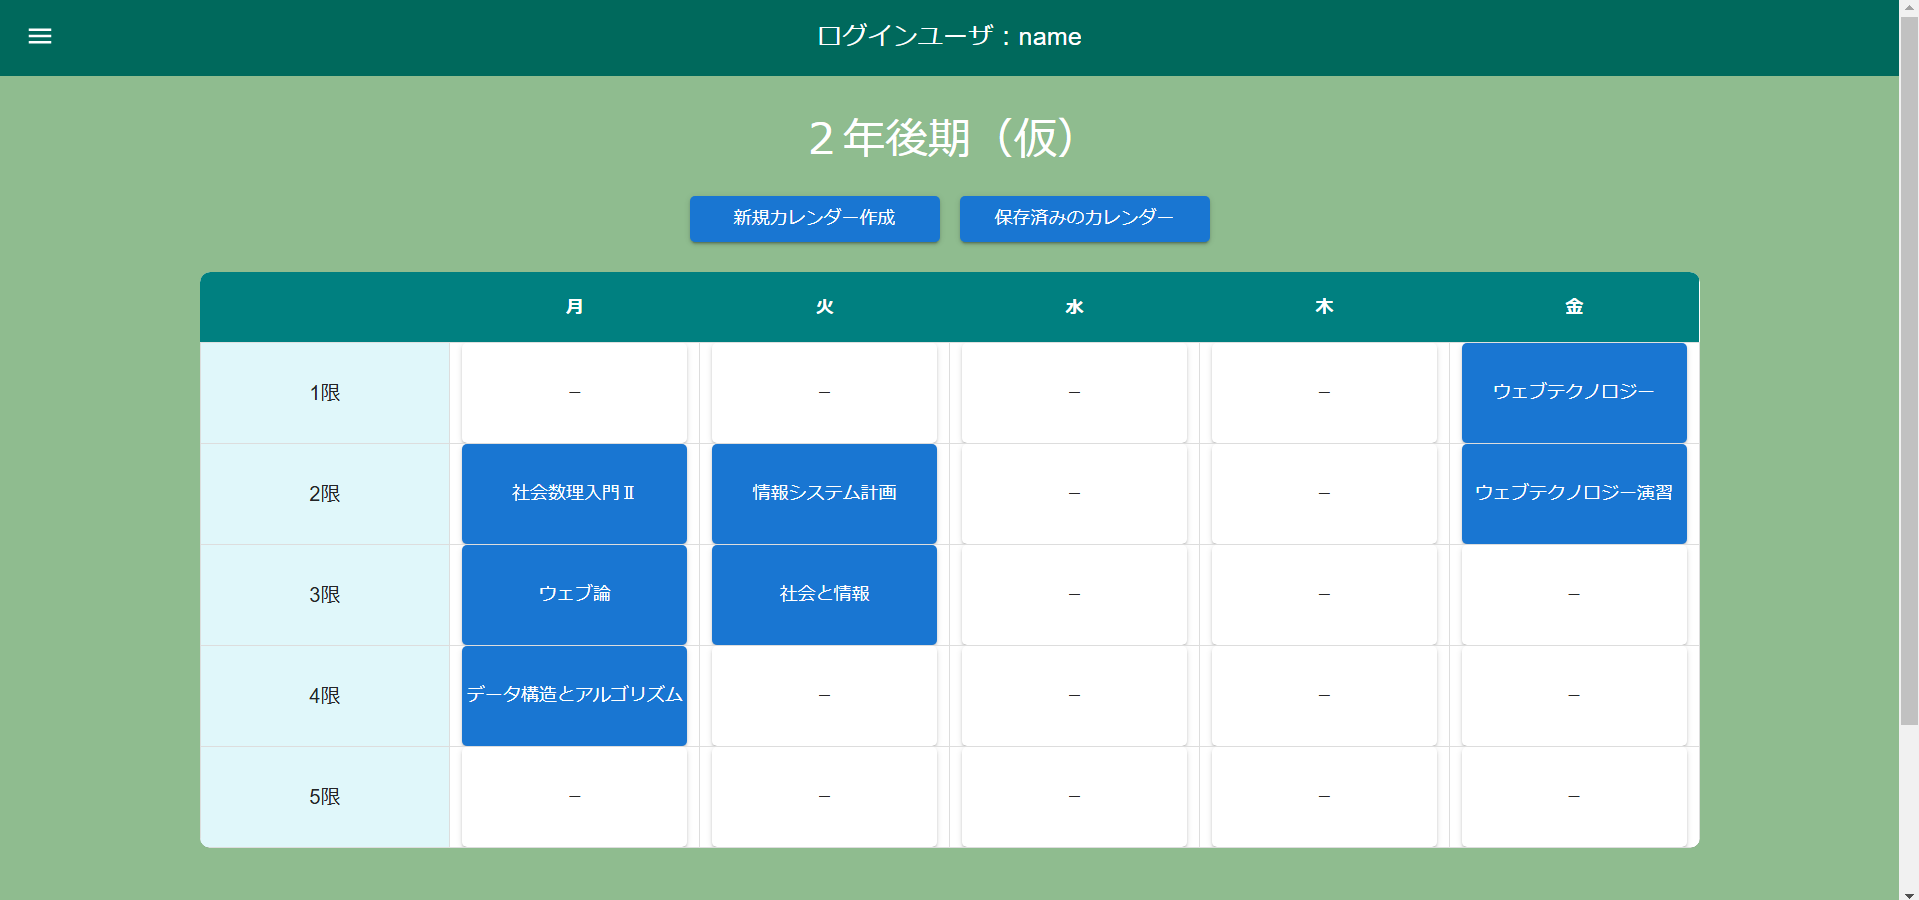 ログインユーザ：name
２年後期（仮）
新規カレンダー作成 保存済みのカレンダー
月 火 水 木 金
1限 – – – – ウェブテクノロジー
2限 社会数理入門Ⅱ 情報システム計画 – – ウェブテクノロジー演習
3限 ウェブ論 社会と情報 – – –
4限 データ構造とアルゴリズム – – – –
5限 – – – – –